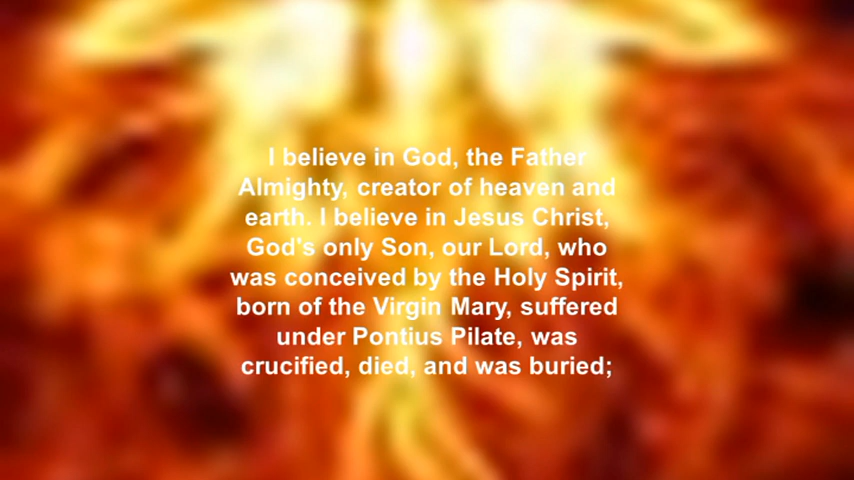 I believe in God, the Father
Almighty, creator of heaven and
earth. I believe in Jesus Christ,
God's only Son, our Lord, who
was conceived by the Holy Spirit,
born of the Virgin Mary, suffered
under Pontius Pilate, was
crucified, died, and was buried;